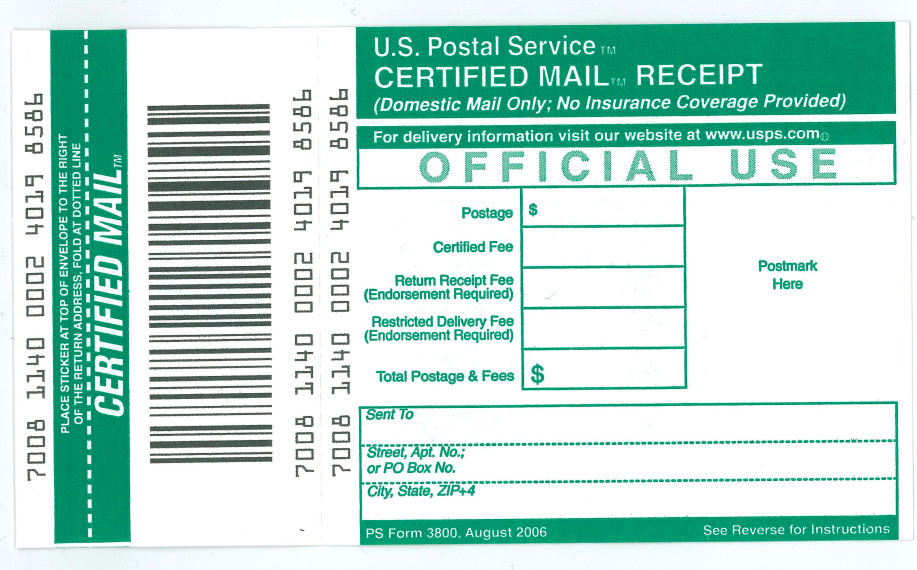 7008 1140 0002 4019 8586
PLACE STICKER AT TOP OF ENVELOPE TO THE RIGHT
OF THE RETURN ADDRESS, FOLD AT DOTTED LINE
CERTIFIED MAIL™
7008 1140 0002 4019 8586
7008 1140 0002 4019 8586
U.S. Postal Service™
CERTIFIED MAIL™ RECEIPT
(Domestic Mail Only; No Insurance Coverage Provided)
For delivery information visit our website at www.usps.com®
OFFICIAL USE
Postage $
Certified Fee
Return Receipt Fee
(Endorsement Required)
Restricted Delivery Fee
(Endorsement Required)
Total Postage & Fees $
Postmark
Here
Sent To
Street, Apt. No.;
or PO Box No.
City, State, ZIP+4
PS Form 3800, August 2006 See Reverse for Instructions